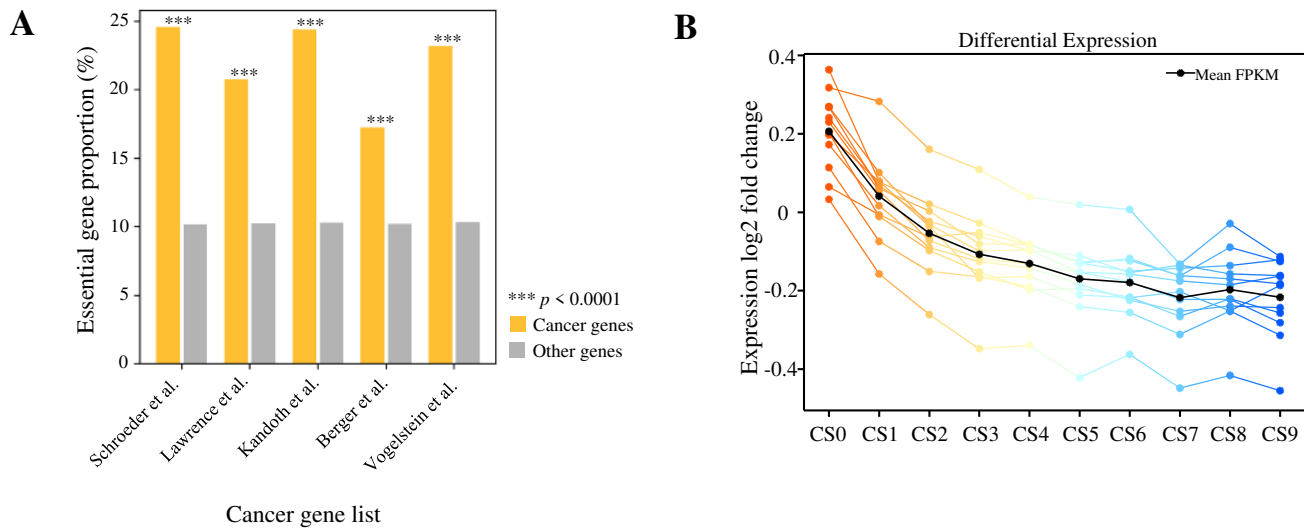 A
Essential gene proportion (%)
25
20
15
10
5
0
***
***
***
***
***
*** p < 0.0001
Cancer genes
Other genes
Schroeder et al.
Lawrence et al.
Kandoth et al.
Berger et al.
Vogelstein et al.
Cancer gene list
B
Differential Expression
Mean FPKM
Expression log2 fold change
0.4
0.2
0
-0.2
-0.4
CS0 CS1 CS2 CS3 CS4 CS5 CS6 CS7 CS8 CS9